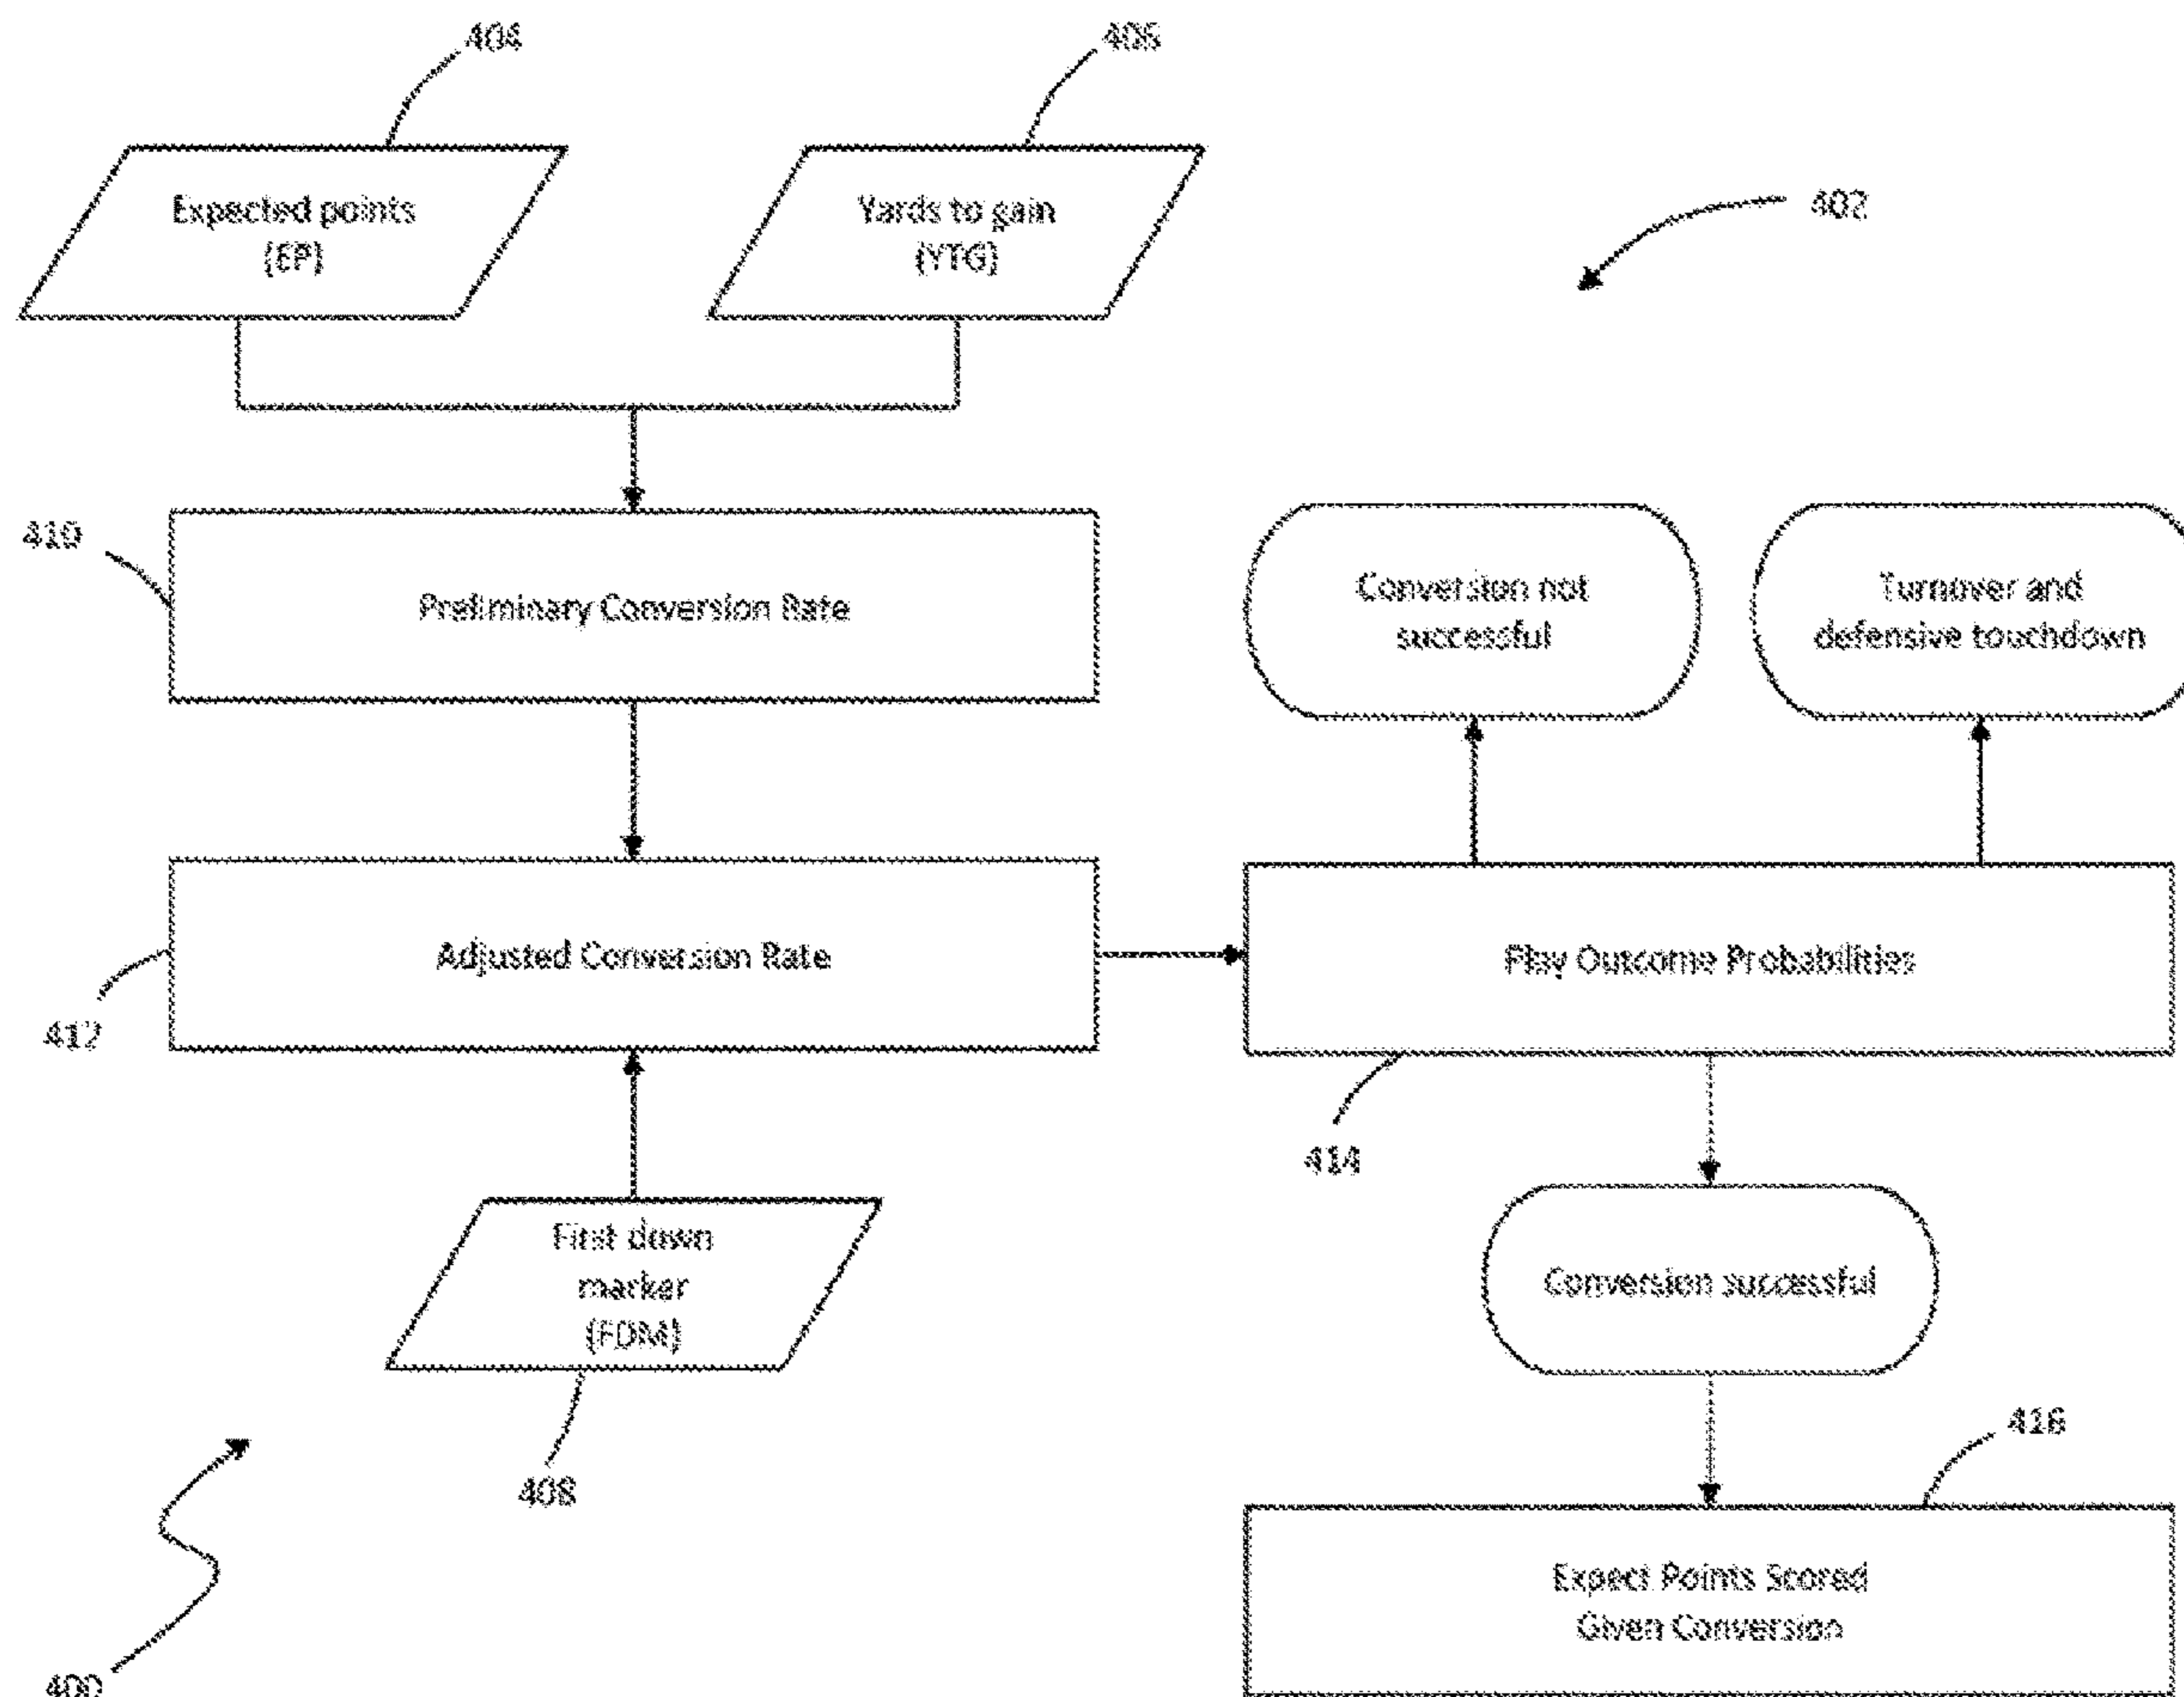 404
406
Expected points
(EP)
Yards to gain
(YTG)
402
410
Preliminary Conversion Rate
Conversion not
successful
Turnover and
defensive touchdown
Adjusted Conversion Rate
Play Outcome Probabilities
412
414
First down
marker
(FDM)
Conversion successful
408
416
Expect Points Scored
Given Conversion
400